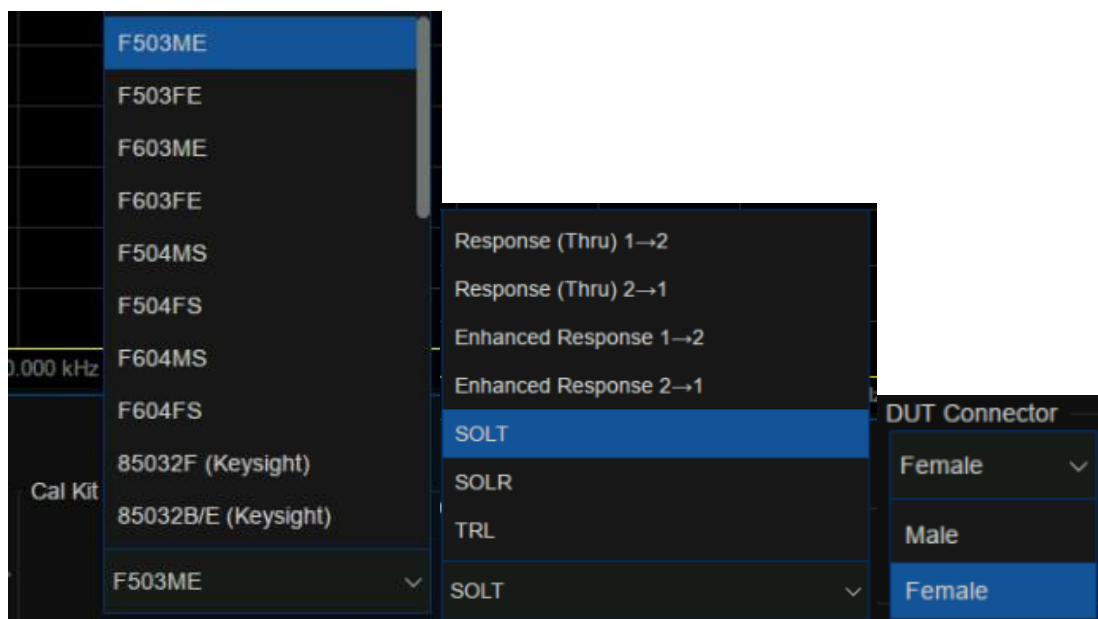 F503ME
F503FE
F603ME
F603FE
F504MS
F504FS
F604MS
F604FS
85032F (Keysight)
85032B/E (Keysight)
F503ME
.000 kHz
Cal Kit
Response (Thru) 1→2
Response (Thru) 2→1
Enhanced Response 1→2
Enhanced Response 2→1
SOLT
SOLR
TRL
SOLT
DUT Connector
Female
Male
Female